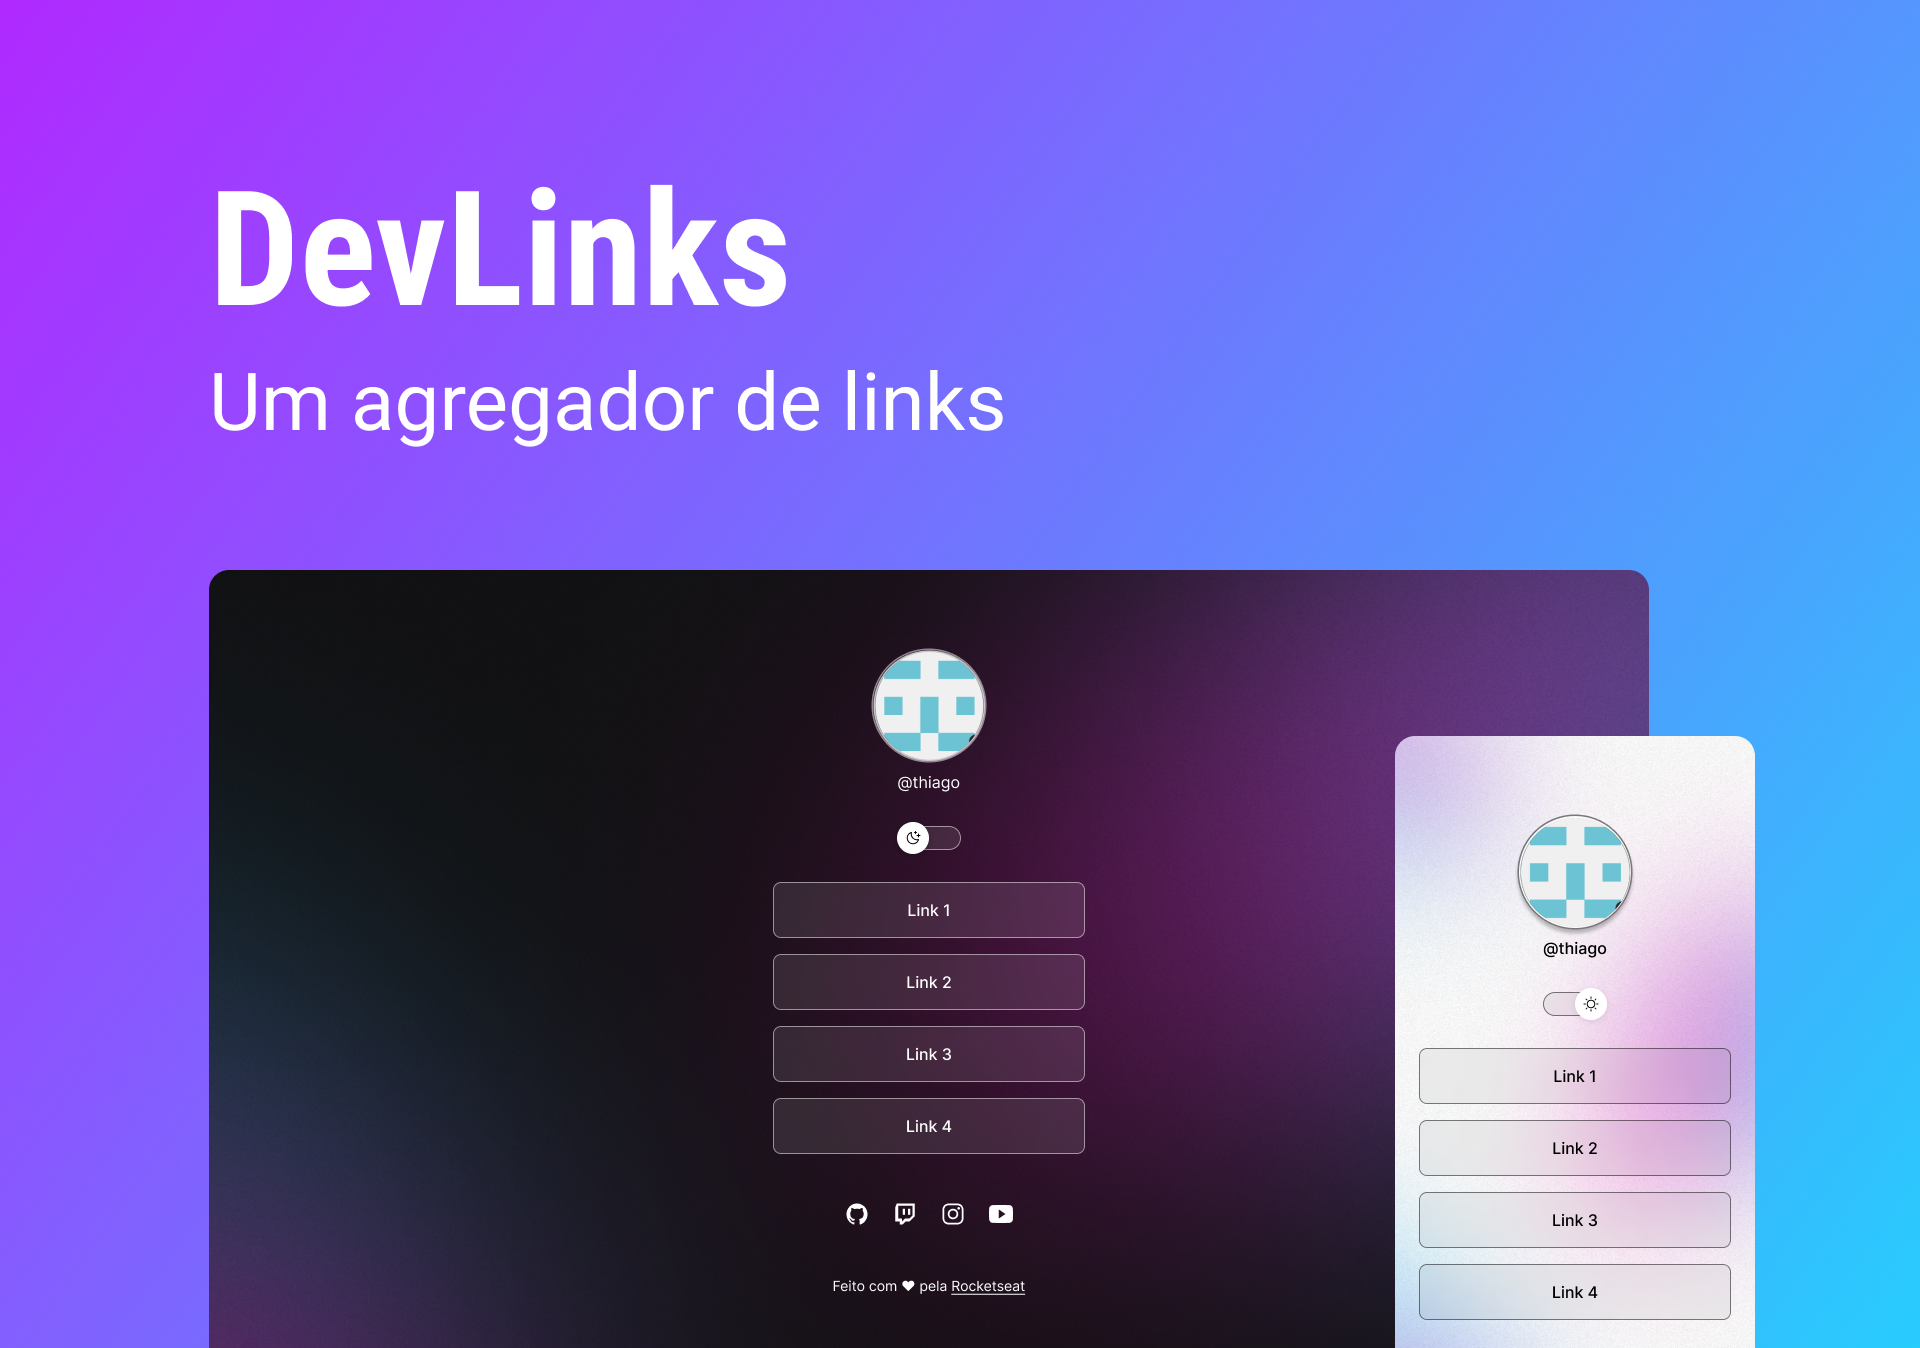 DevLinks
Um agregador de links
@thiago
Link 1
Link 2
Link 3
Link 4
Feito com ♥ pela Rocketseat
@thiago
Link 1
Link 2
Link 3
Link 4